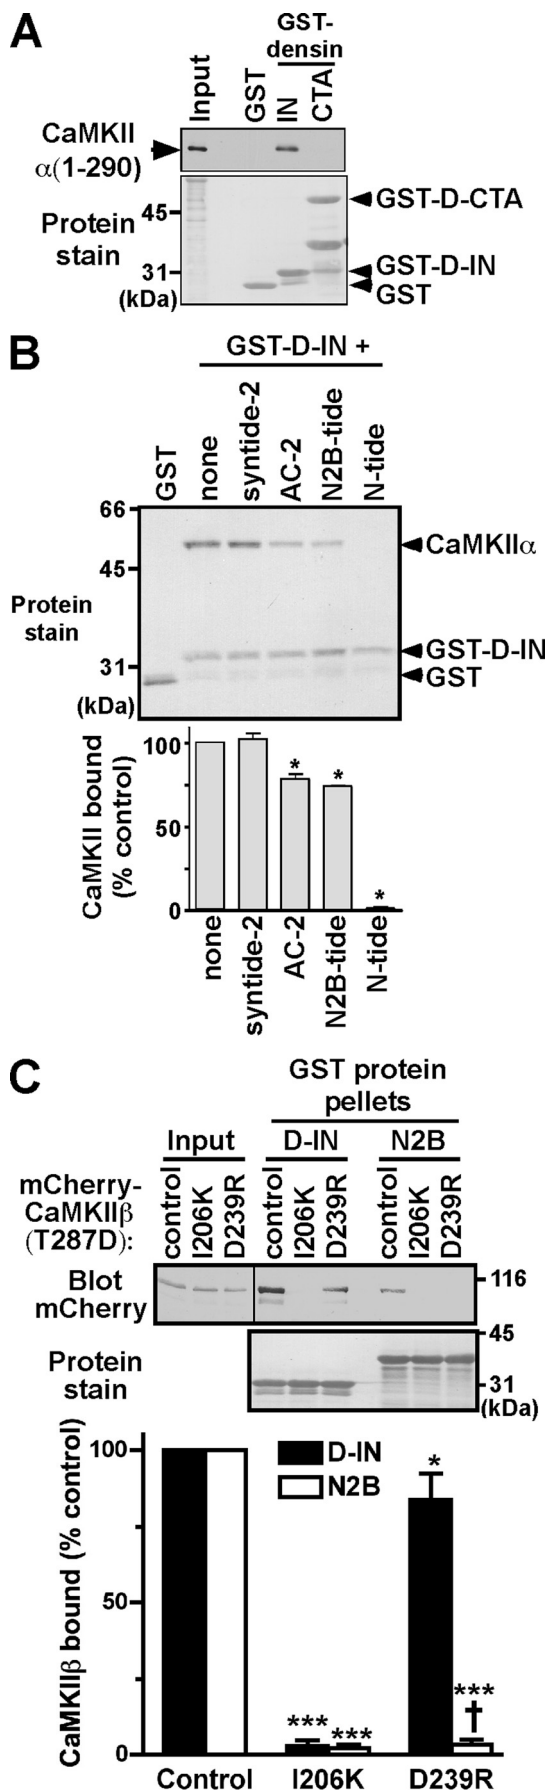 A
GST-
densin
Input
GST
IN
CTA
CaMKII
α(1-290)
Protein
stain
45
31
(kDa)
GST-D-CTA
GST-D-IN
GST
B
GST-D-IN +
GST
none
syntide-2
AC-2
N2B-tide
N-tide
66
45
31
(kDa)
Protein
stain
CaMKIIα
GST-D-IN
GST
CaMKII bound
(% control)
100
50
0
*
*
*
none
syntide-2
AC-2
N2B-tide
N-tide
C
GST protein
pellets
Input
D-IN
N2B
mCherry-
CaMKIIβ
(T287D):
control
I206K
D239R
control
I206K
D239R
control
I206K
D239R
Blot
mCherry
116
Protein
stain
45
31
(kDa)
CaMKIIβ bound (% control)
100
50
0
D-IN
N2B
***
***
*
***
†
Control
I206K
D239R